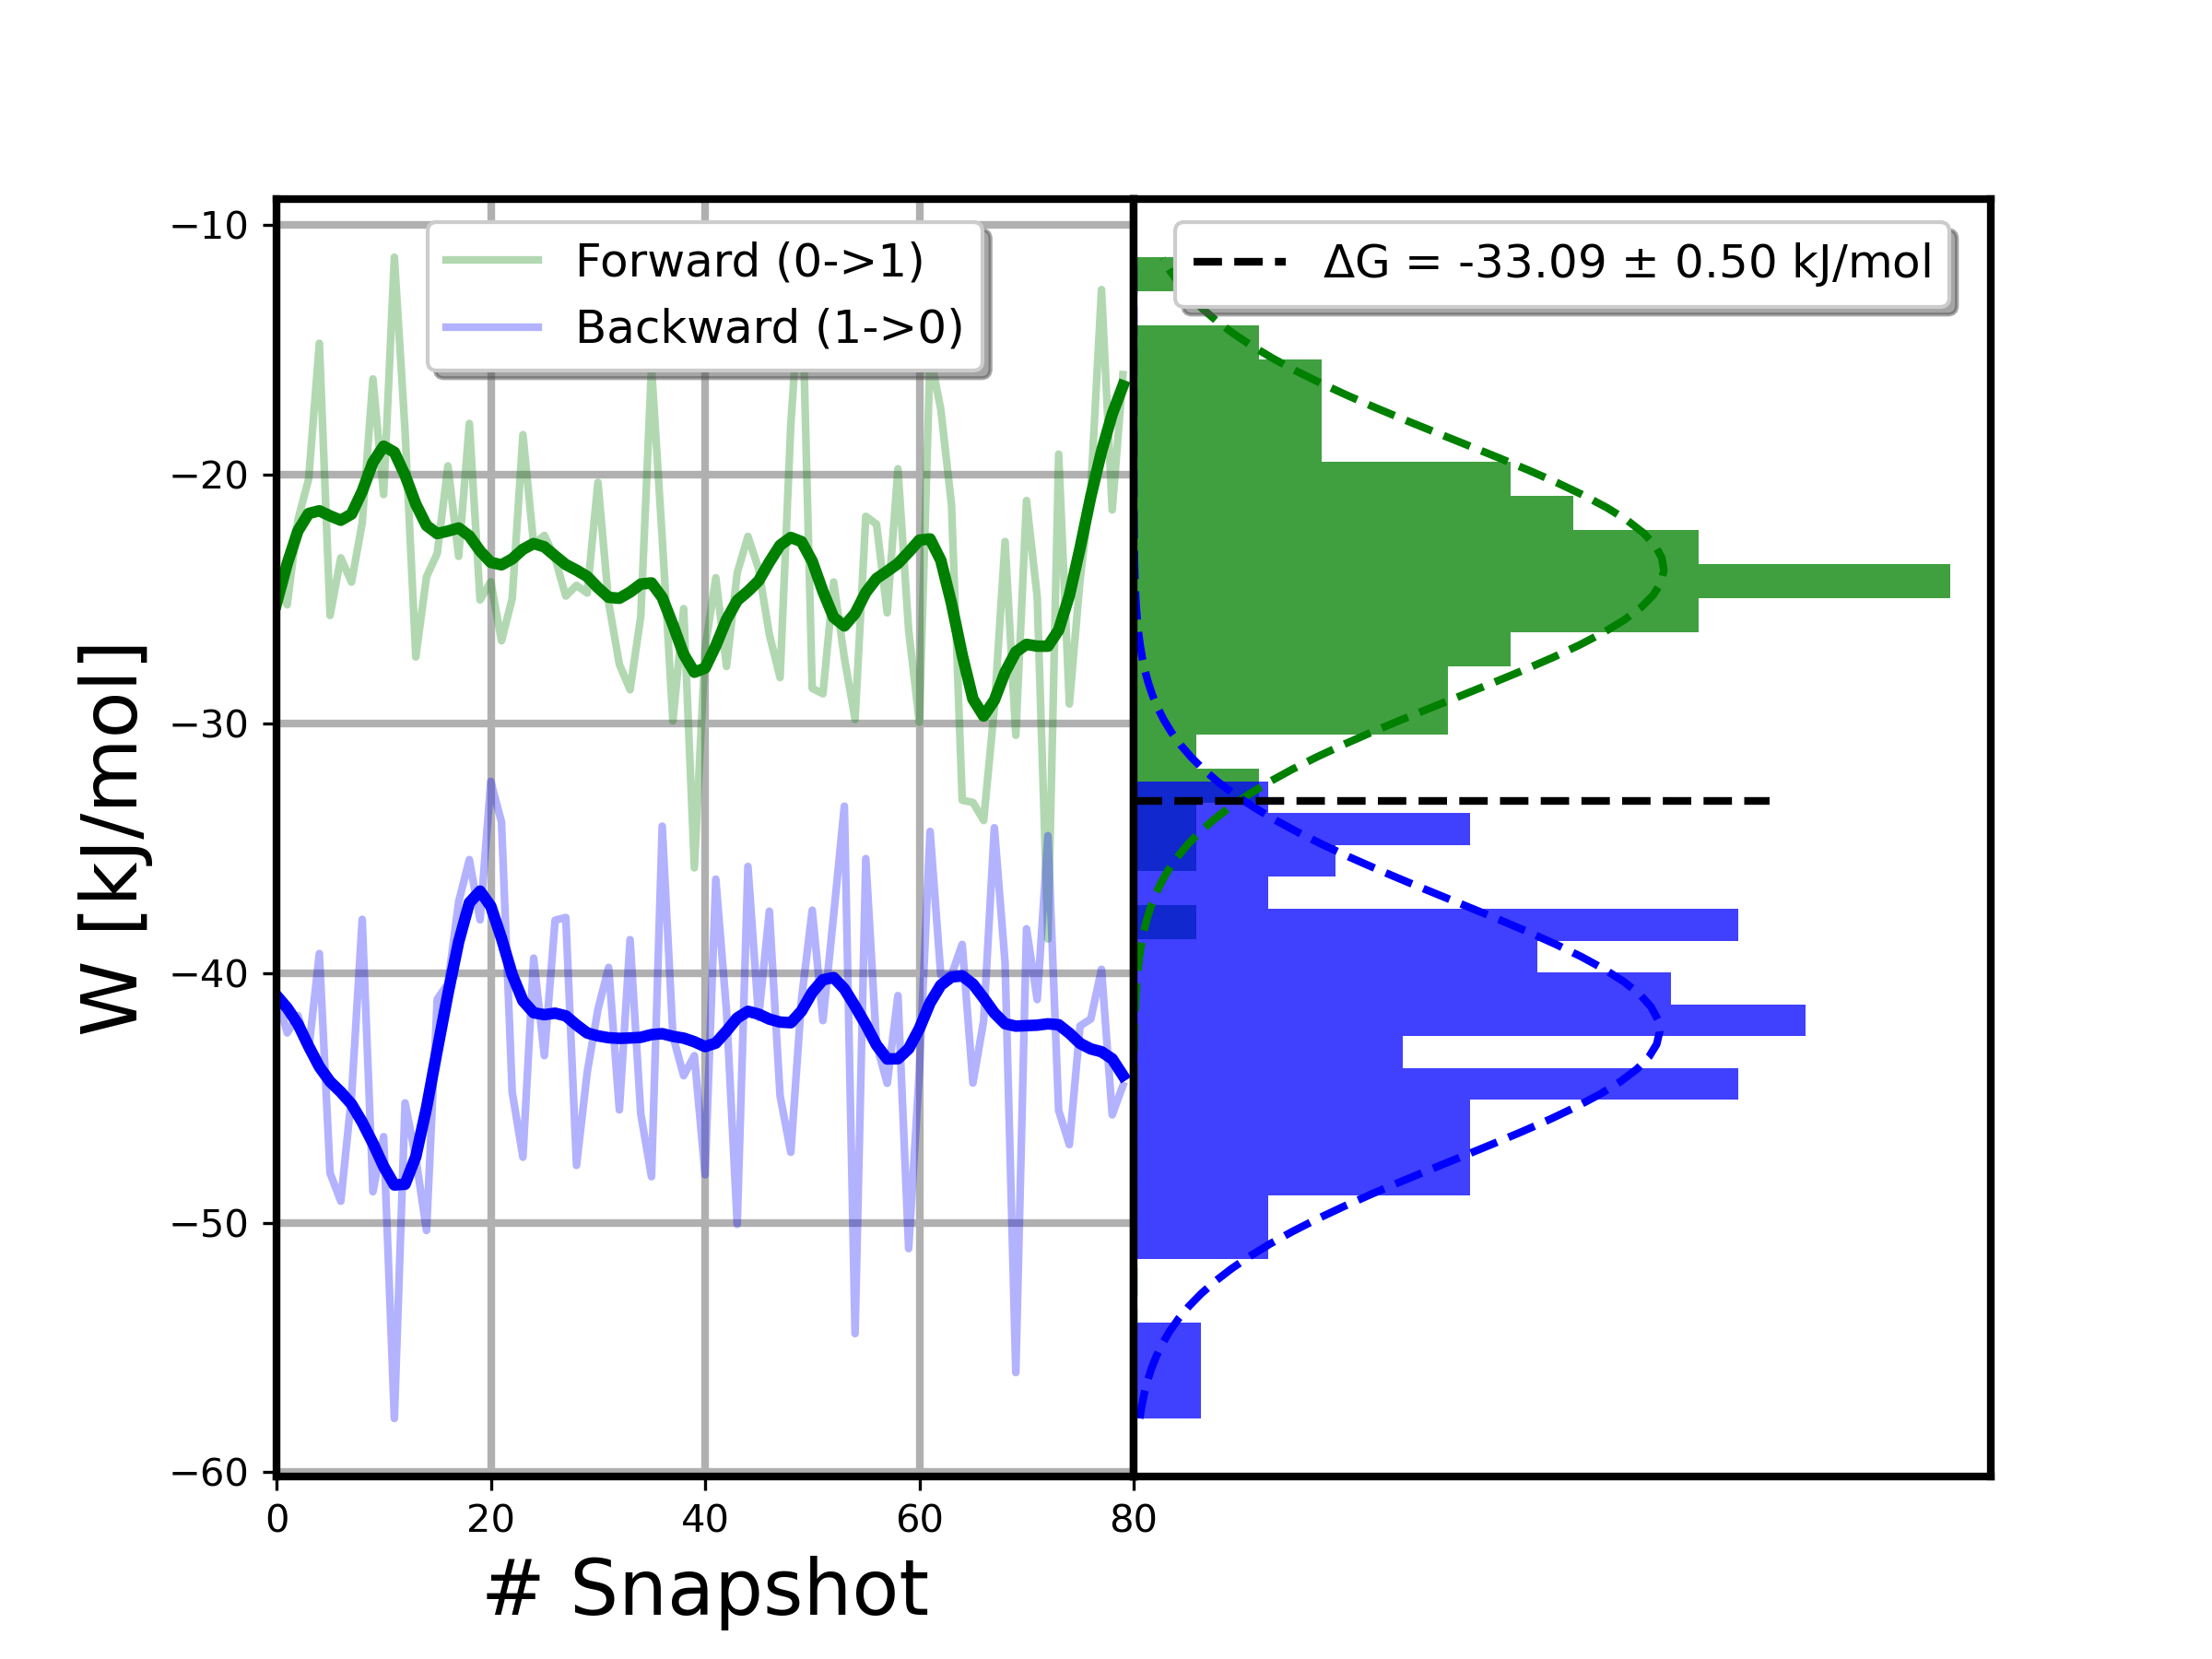 Forward (0->1)
Backward (1->0)
ΔG = -33.09 ± 0.50 kJ/mol
W [kJ/mol]
−10
−20
−30
−40
−50
−60
0 20 40 60 80
# Snapshot